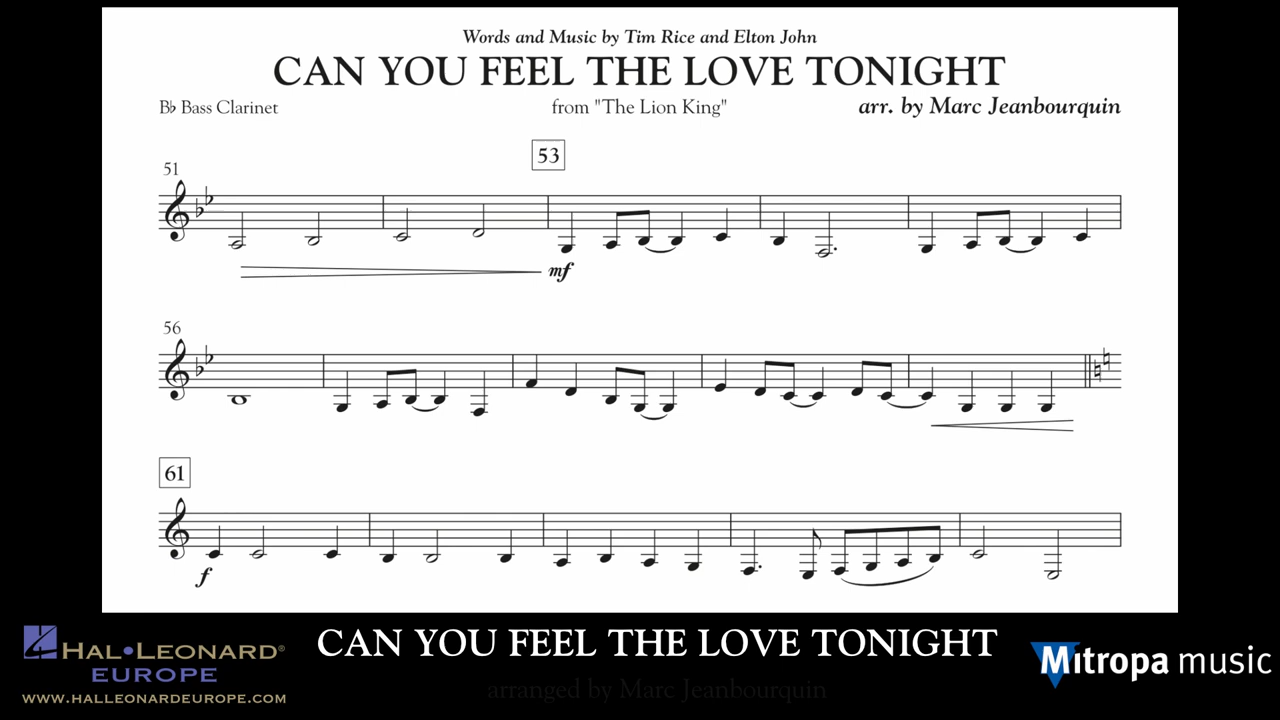 Words and Music by Tim Rice and Elton John
CAN YOU FEEL THE LOVE TONIGHT
B♭ Bass Clarinet
from "The Lion King"
arr. by Marc Jeanbourquin
53
51
mf
56
61
f
HAL•LEONARD®
EUROPE
WWW.HALLEONARDEUROPE.COM
CAN YOU FEEL THE LOVE TONIGHT
arranged by Marc Jeanbourquin
Mitropa music